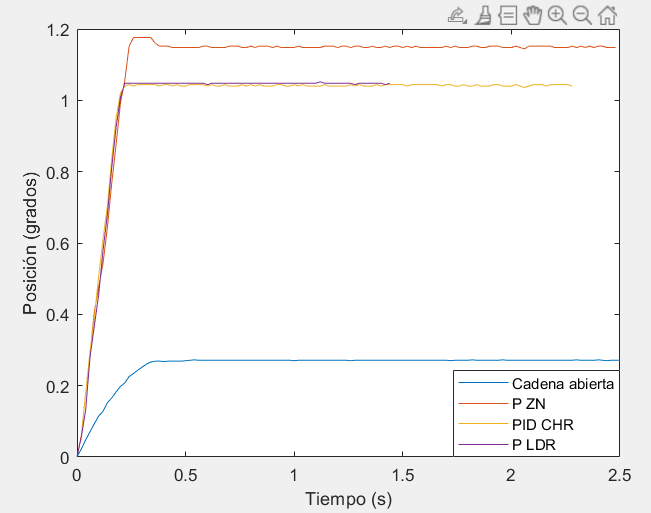 1.2
1
0.8
0.6
0.4
0.2
0
Posición (grados)
0
0.5
1
1.5
2
2.5
Tiempo (s)
Cadena abierta
P ZN
PID CHR
P LDR